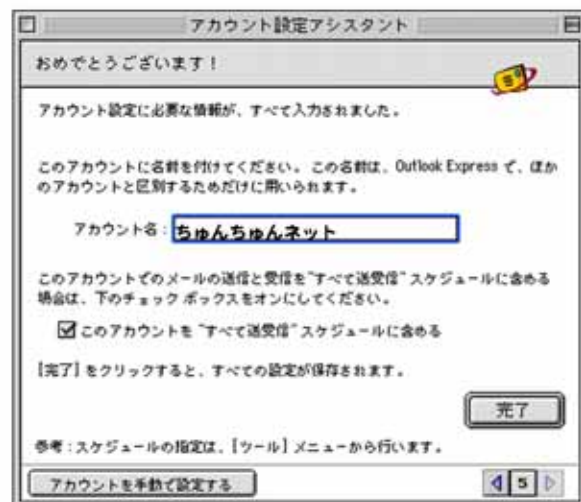 アカウント設定アシスタント
おめでとうございます！
アカウント設定に必要な情報が、すべて入力されました。
このアカウントに名前を付けてください。この名前は、Outlook Express で、ほか
のアカウントと区別するためだけに用いられます。
アカウント名：ちゅんちゅんネット
このアカウントでのメールの送信と受信を"すべて送受信"スケジュールに含める
場合は、下のチェック ボックスをオンにしてください。
このアカウントを "すべて送受信" スケジュールに含める
[完了] をクリックすると、すべての設定が保存されます。
完了
参考：スケジュールの指定は、[ツール] メニューから行います。
アカウントを手動で設定する
5